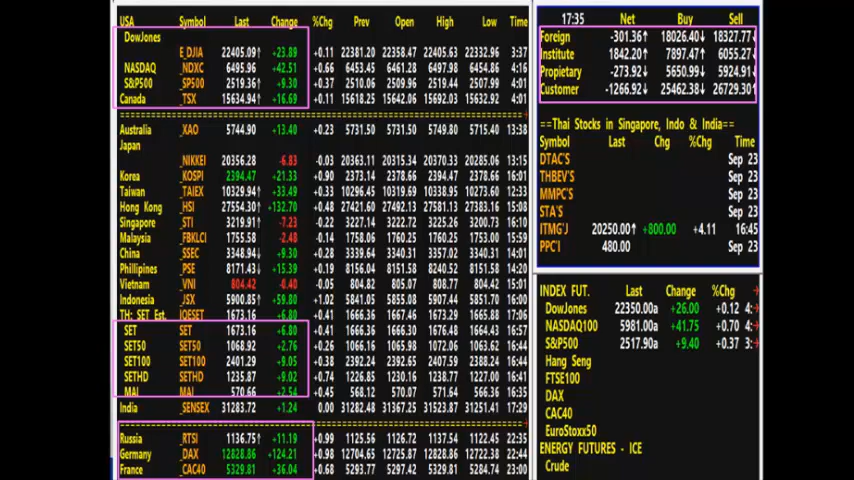 USA Symbol Last Change %Chg Prev Open High Low Time
DowJones
E_DJIA 22405.09↑ +23.89 +0.11 22381.20 22358.47 22405.63 22332.96 3:37
NASDAQ _NDXC 6495.96 +42.51 +0.66 6453.45 6461.28 6497.98 6454.86 4:16
S&P500 _SP500 2519.36↑ +9.30 +0.37 2510.06 2509.96 2519.44 2507.99 4:01
Canada _TSX 15634.94↑ +16.69 +0.11 15618.25 15642.06 15692.03 15632.92 4:01
Australia _XAO 5744.90 +13.40 +0.23 5731.50 5731.50 5749.80 5715.40 13:38
Japan
_NIKKEI 20356.28 -6.83 -0.03 20363.11 20315.34 20370.33 20285.06 13:15
Korea _KOSPI 2394.47 +21.33 +0.90 2373.14 2378.66 2394.47 2378.66 16:01
Taiwan _TAIEX 10329.94↑ +33.49 +0.33 10296.45 10319.69 10338.95 10273.60 12:33
Hong Kong _HSI 27554.30↑ +132.70 +0.48 27421.60 27492.13 27581.13 27383.16 15:08
Singapore _STI 3219.91↑ -7.23 -0.22 3227.14 3222.72 3226.25 3200.73 16:10
Malaysia _FBKLCI 1755.58 -2.48 -0.14 1758.06 1760.25 1760.25 1753.00 15:59
China _SSEC 3348.94↓ +9.30 +0.28 3339.64 3340.31 3357.02 3340.31 14:01
Phillipines _PSE 8171.43↓ +15.39 +0.19 8156.04 8151.58 8240.52 8151.58 14:20
Vietnam _VNI 804.42 -0.40 -0.05 804.82 805.07 808.77 804.42 15:01
Indonesia _JSX 5900.85↑ +59.80 +1.02 5841.05 5855.08 5907.44 5851.70 16:00
TH: SET Est. IQESET 1673.16 +6.80 +0.41 1666.36 1667.46 1673.29 1665.88 17:06
SET SET 1673.16 +6.80 +0.41 1666.36 1666.30 1676.48 1664.43 16:57
SET50 SET50 1068.92 +2.76 +0.26 1066.16 1065.98 1072.06 1063.62 16:44
SET100 SET100 2401.29 +9.05 +0.38 2392.24 2392.65 2407.59 2388.24 16:44
SETHD SETHD 1235.87 +9.02 +0.74 1226.85 1230.16 1238.77 1227.00 16:41
MAI MAI 570.66 +2.54 +0.45 568.12 570.07 571.64 566.36 16:35
India _SENSEX 31283.72 +1.24 0.00 31282.48 31367.25 31523.87 31251.41 17:29
Russia _RTSI 1136.75↑ +11.19 +0.99 1125.56 1126.72 1137.54 1122.45 22:35
Germany _DAX 12828.86 +124.21 +0.98 12704.65 12725.87 12828.86 12722.38 22:44
France _CAC40 5329.81 +36.04 +0.68 5293.77 5297.42 5329.81 5284.74 23:00
17:35 Net Buy Sell
Foreign -301.36↑ 18026.40↓ 18327.77↓
Institute 1842.20↑ 7897.47↑ 6055.27↓
Propietary -273.92↓ 5650.99↓ 5924.91↓
Customer -1266.92↓ 25462.38↓ 26729.30↑
==Thai Stocks in Singapore, Indo & India==
Symbol Last Chg %Chg Time
DTAC'S Sep 23
THBEV'S Sep 23
MMPC'S Sep 23
STA'S Sep 23
ITMG'J 20250.00↑ +800.00 +4.11 16:45
PPC'I 480.00 Sep 23
INDEX FUT. Last Change %Chg →
DowJones 22350.00a +26.00 +0.12 4:→
NASDAQ100 5981.00a +41.75 +0.70 4:→
S&P500 2517.90a +9.40 +0.37 3:→
Hang Seng
FTSE100
DAX
CAC40
EuroStoxx50
ENERGY FUTURES - ICE
Crude